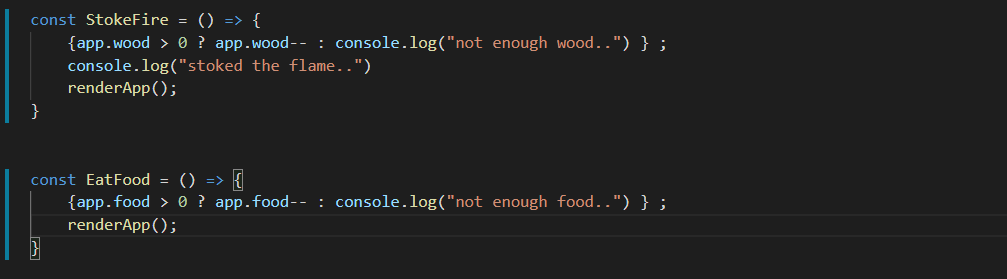 const StokeFire = () => {
{app.wood > 0 ? app.wood-- : console.log("not enough wood..") } ;
console.log("stoked the flame..")
renderApp();
}
const EatFood = () => {
{app.food > 0 ? app.food-- : console.log("not enough food..") } ;
renderApp();
}